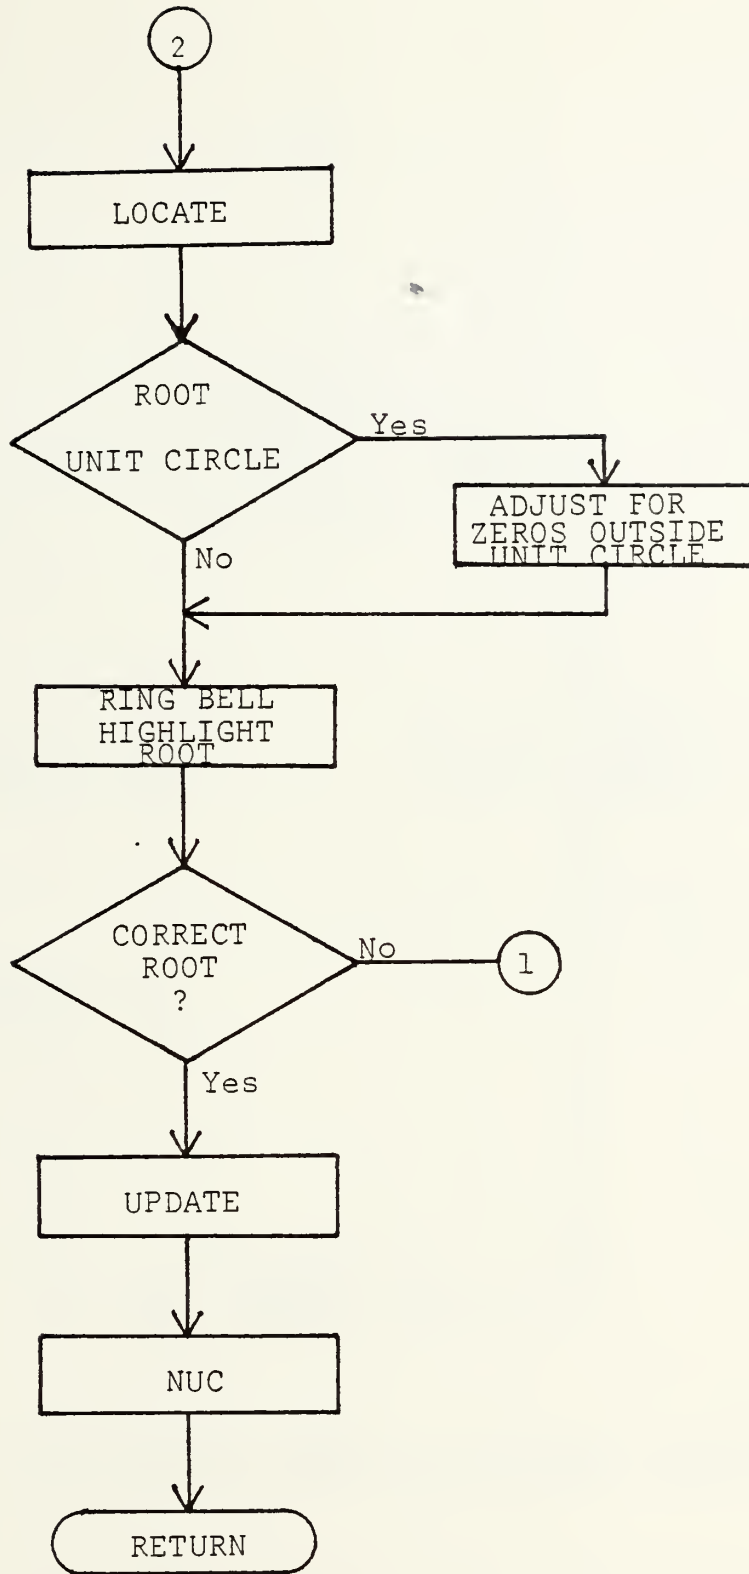 2
LOCATE
ROOT
UNIT CIRCLE
Yes
ADJUST FOR
ZEROS OUTSIDE
UNIT CIRCLE
No
RING BELL
HIGHLIGHT
ROOT
CORRECT
ROOT
?
No
1
Yes
UPDATE
NUC
RETURN